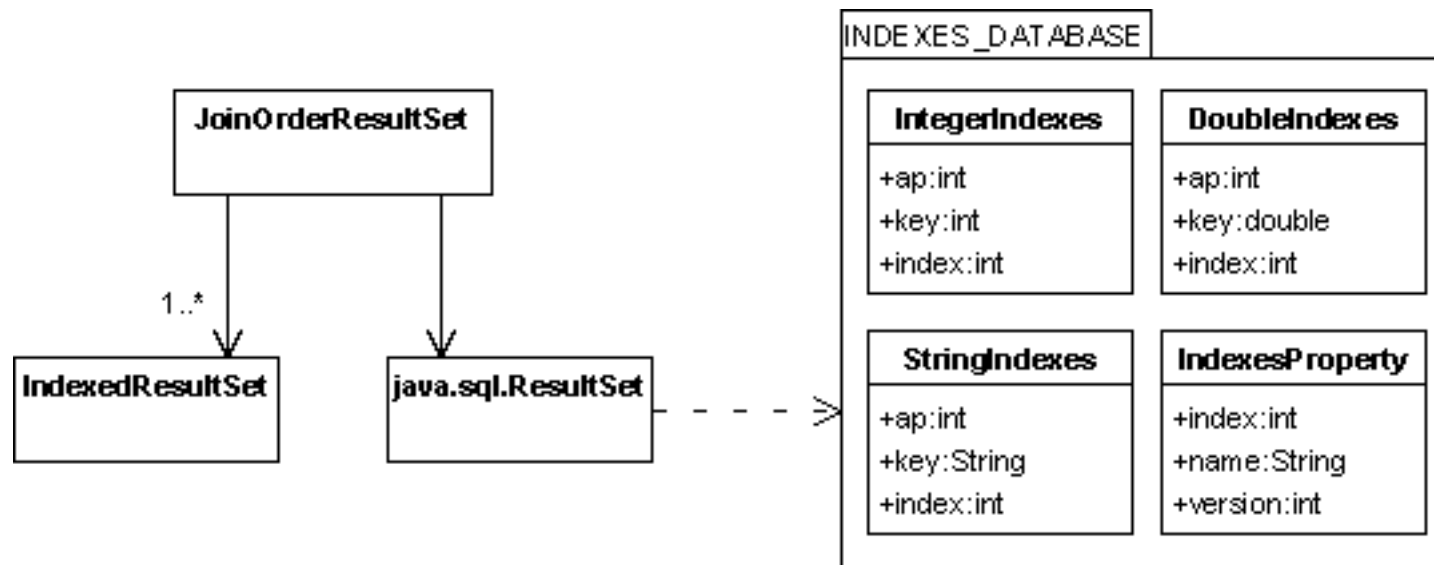 INDEXES_DATABASE
JoinOrderResultSet
1..*
IndexedResultSet
java.sql.ResultSet
IntegerIndexes
+ap:int
+key:int
+index:int
DoubleIndexes
+ap:int
+key:double
+index:int
StringIndexes
+ap:int
+key:String
+index:int
IndexesProperty
+index:int
+name:String
+version:int